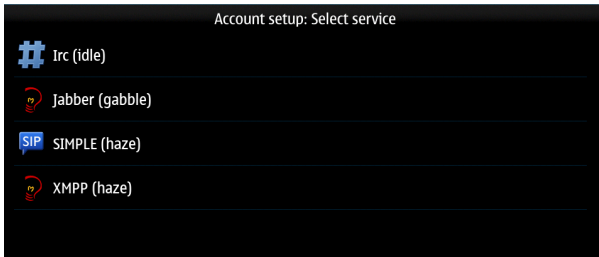 Account setup: Select service
Irc (idle)
Jabber (gabble)
SIP SIMPLE (haze)
XMPP (haze)